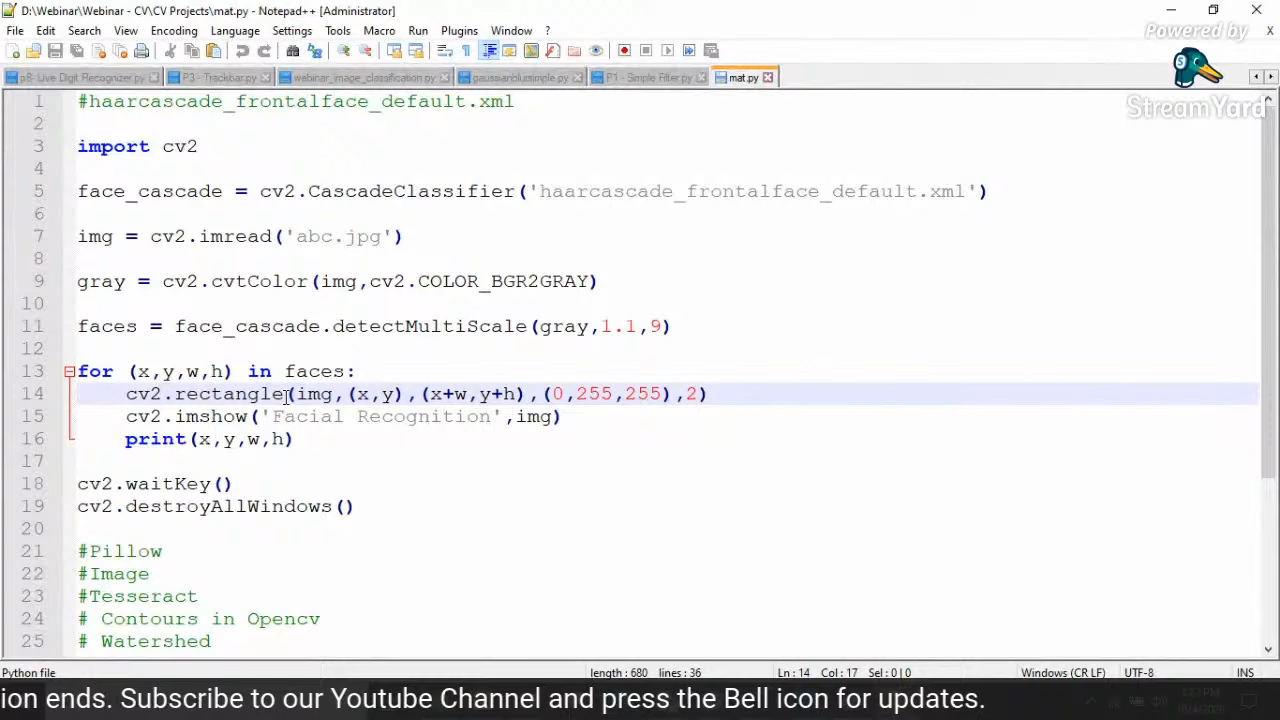 D:\Webinar\Webinar - CV\CV Projects\mat.py - Notepad++ [Administrator]
File Edit Search View Encoding Language Settings Tools Macro Run Plugins Window ?
X
Powered by
StreamYard
p8- Live Digit Recognizer.py P3 - Trackbar.py webinar_image_classification.py gaussianblursimple.py P1 - Simple Filter.py mat.py
1 #haarcascade_frontalface_default.xml
2
3 import cv2
4
5 face_cascade = cv2.CascadeClassifier('haarcascade_frontalface_default.xml')
6
7 img = cv2.imread('abc.jpg')
8
9 gray = cv2.cvtColor(img,cv2.COLOR_BGR2GRAY)
10
11 faces = face_cascade.detectMultiScale(gray,1.1,9)
12
13 for (x,y,w,h) in faces:
14 cv2.rectangle(img,(x,y),(x+w,y+h),(0,255,255),2)
15 cv2.imshow('Facial Recognition',img)
16 print(x,y,w,h)
17
18 cv2.waitKey()
19 cv2.destroyAllWindows()
20
21 #Pillow
22 #Image
23 #Tesseract
24 # Contours in Opencv
25 # Watershed
Python file length : 680 lines : 36 Ln : 14 Col : 17 Sel : 0 | 0 Windows (CR LF) UTF-8 INS
ion ends. Subscribe to our Youtube Channel and press the Bell icon for updates.